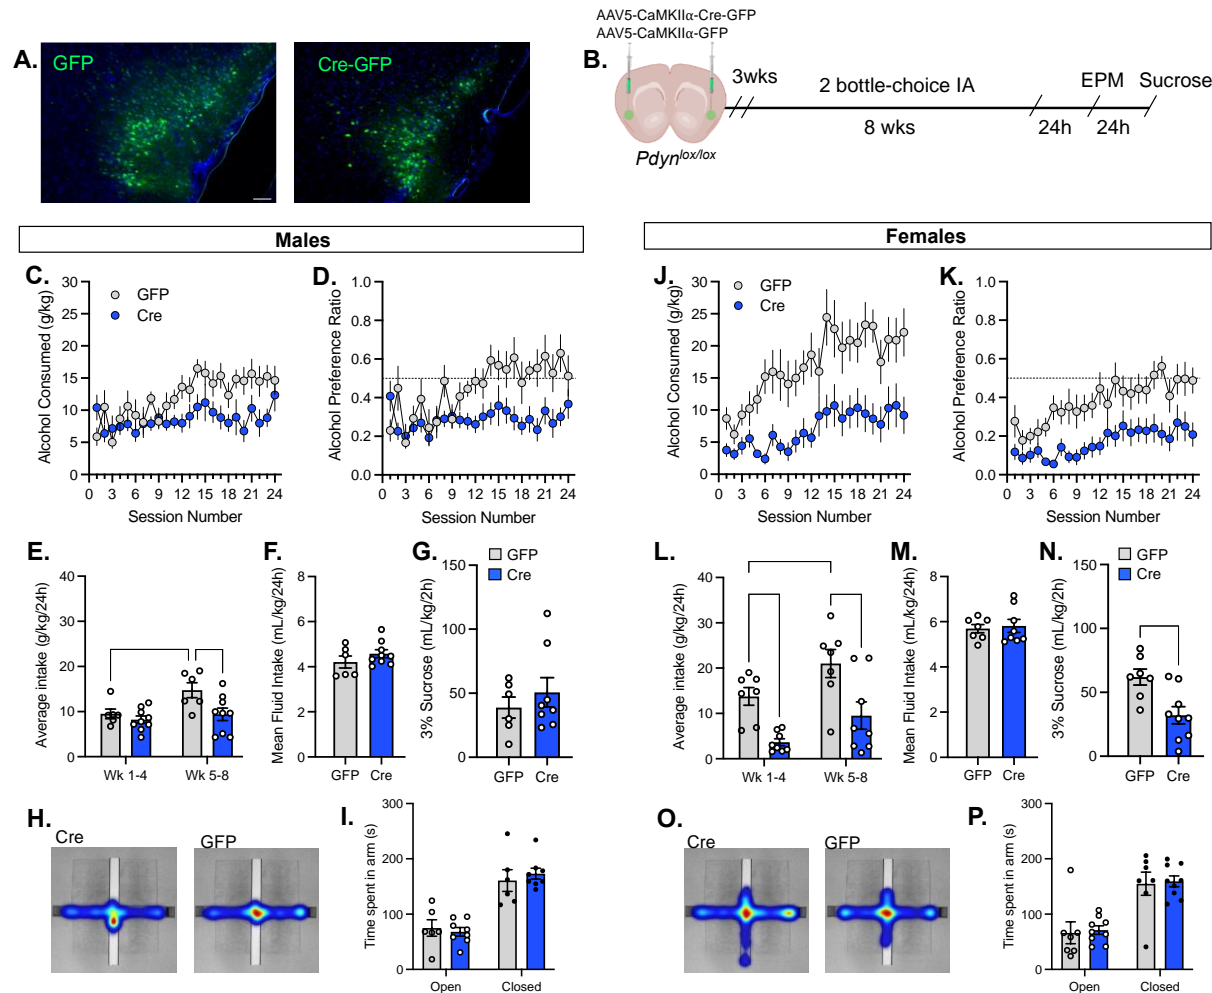 A.
GFP
Cre-GFP
B.
AAV5-CaMKIIα-Cre-GFP
AAV5-CaMKIIα-GFP
3wks
2 bottle-choice IA
8 wks
EPM
Sucrose
24h
24h
Pdyn^lox/lox
Males
C.
Alcohol Consumed (g/kg)
30
25
20
15
10
5
0
GFP
Cre
0 3 6 9 12 15 18 21 24
Session Number
D.
Alcohol Preference Ratio
1.0
0.8
0.6
0.4
0.2
0.0
0 3 6 9 12 15 18 21 24
Session Number
E.
Average intake (g/kg/24h)
40
30
20
10
0
Wk 1-4 Wk 5-8
F.
Mean Fluid Intake (mL/kg/24h)
8
6
4
2
0
GFP Cre
G.
GFP
Cre
3% Sucrose (mL/kg/2h)
150
100
50
0
GFP Cre
H.
Cre
GFP
I.
Time spent in arm (s)
300
200
100
0
Open Closed
Females
J.
Alcohol Consumed (g/kg)
30
25
20
15
10
5
0
GFP
Cre
0 3 6 9 12 15 18 21 24
Session Number
K.
Alcohol Preference Ratio
1.0
0.8
0.6
0.4
0.2
0.0
0 3 6 9 12 15 18 21 24
Session Number
L.
Average intake (g/kg/24h)
40
30
20
10
0
Wk 1-4 Wk 5-8
M.
Mean Fluid Intake (mL/kg/24h)
8
6
4
2
0
GFP Cre
N.
GFP
Cre
3% Sucrose (mL/kg/2h)
150
100
50
0
GFP Cre
O.
Cre
GFP
P.
Time spent in arm (s)
300
200
100
0
Open Closed